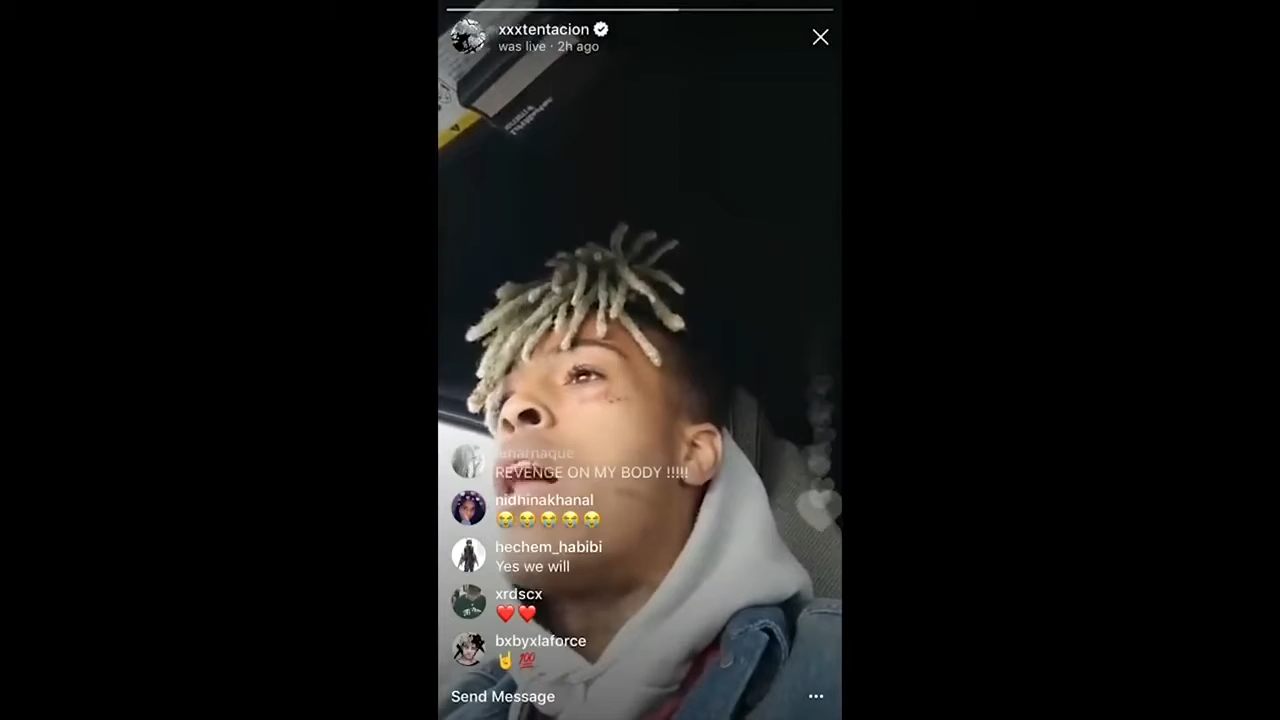 xxxtentacion
was live · 2h ago
REVENGE ON MY BODY !!!!!
nidhinakhanal
😭😭😭😭😭
hechem_habibi
Yes we will
xrdscx
❤️❤️
bxbyxlaforce
🤘💯
Send Message